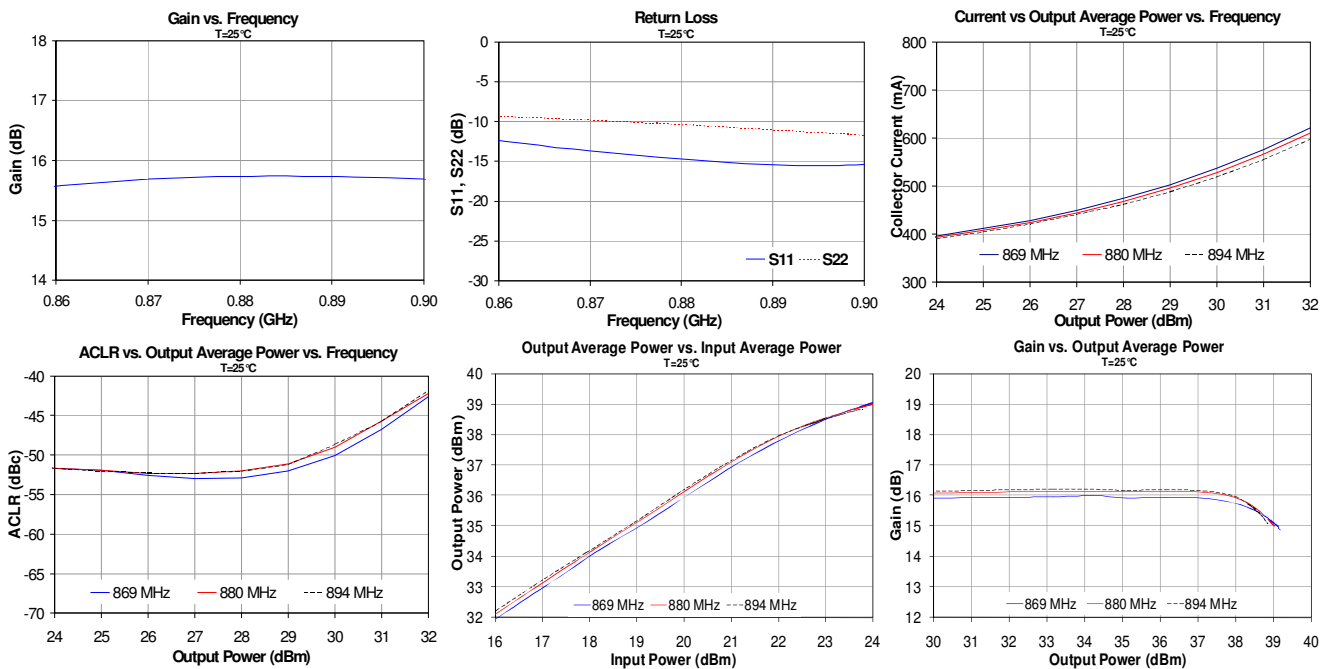 Gain vs. Frequency
T=25°C
18
17
16
15
14
Gain (dB)
0.86 0.87 0.88 0.89 0.90
Frequency (GHz)
Return Loss
T=25°C
0
-5
-10
-15
-20
-25
-30
S11, S22 (dB)
S11 S22
0.86 0.87 0.88 0.89 0.90
Frequency (GHz)
Current vs Output Average Power vs. Frequency
T=25°C
800
700
600
500
400
300
Collector Current (mA)
869 MHz 880 MHz 894 MHz
24 25 26 27 28 29 30 31 32
Output Power (dBm)
ACLR vs. Output Average Power vs. Frequency
T=25°C
-40
-45
-50
-55
-60
-65
-70
ACLR (dBc)
869 MHz 880 MHz 894 MHz
24 25 26 27 28 29 30 31 32
Output Power (dBm)
Output Average Power vs. Input Average Power
T=25°C
40
39
38
37
36
35
34
33
32
Output Power (dBm)
869 MHz 880 MHz 894 MHz
16 17 18 19 20 21 22 23 24
Input Power (dBm)
Gain vs. Output Average Power
T=25°C
20
19
18
17
16
15
14
13
12
Gain (dB)
869 MHz 880 MHz 894 MHz
30 31 32 33 34 35 36 37 38 39 40
Output Power (dBm)